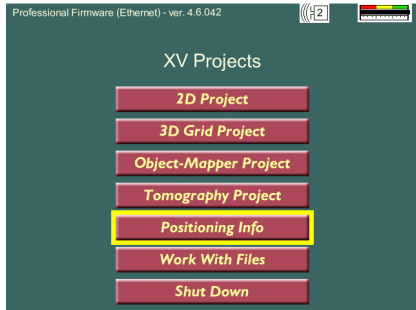 Professional Firmware (Ethernet) - ver. 4.6.042
2
XV Projects
2D Project
3D Grid Project
Object-Mapper Project
Tomography Project
Positioning Info
Work With Files
Shut Down